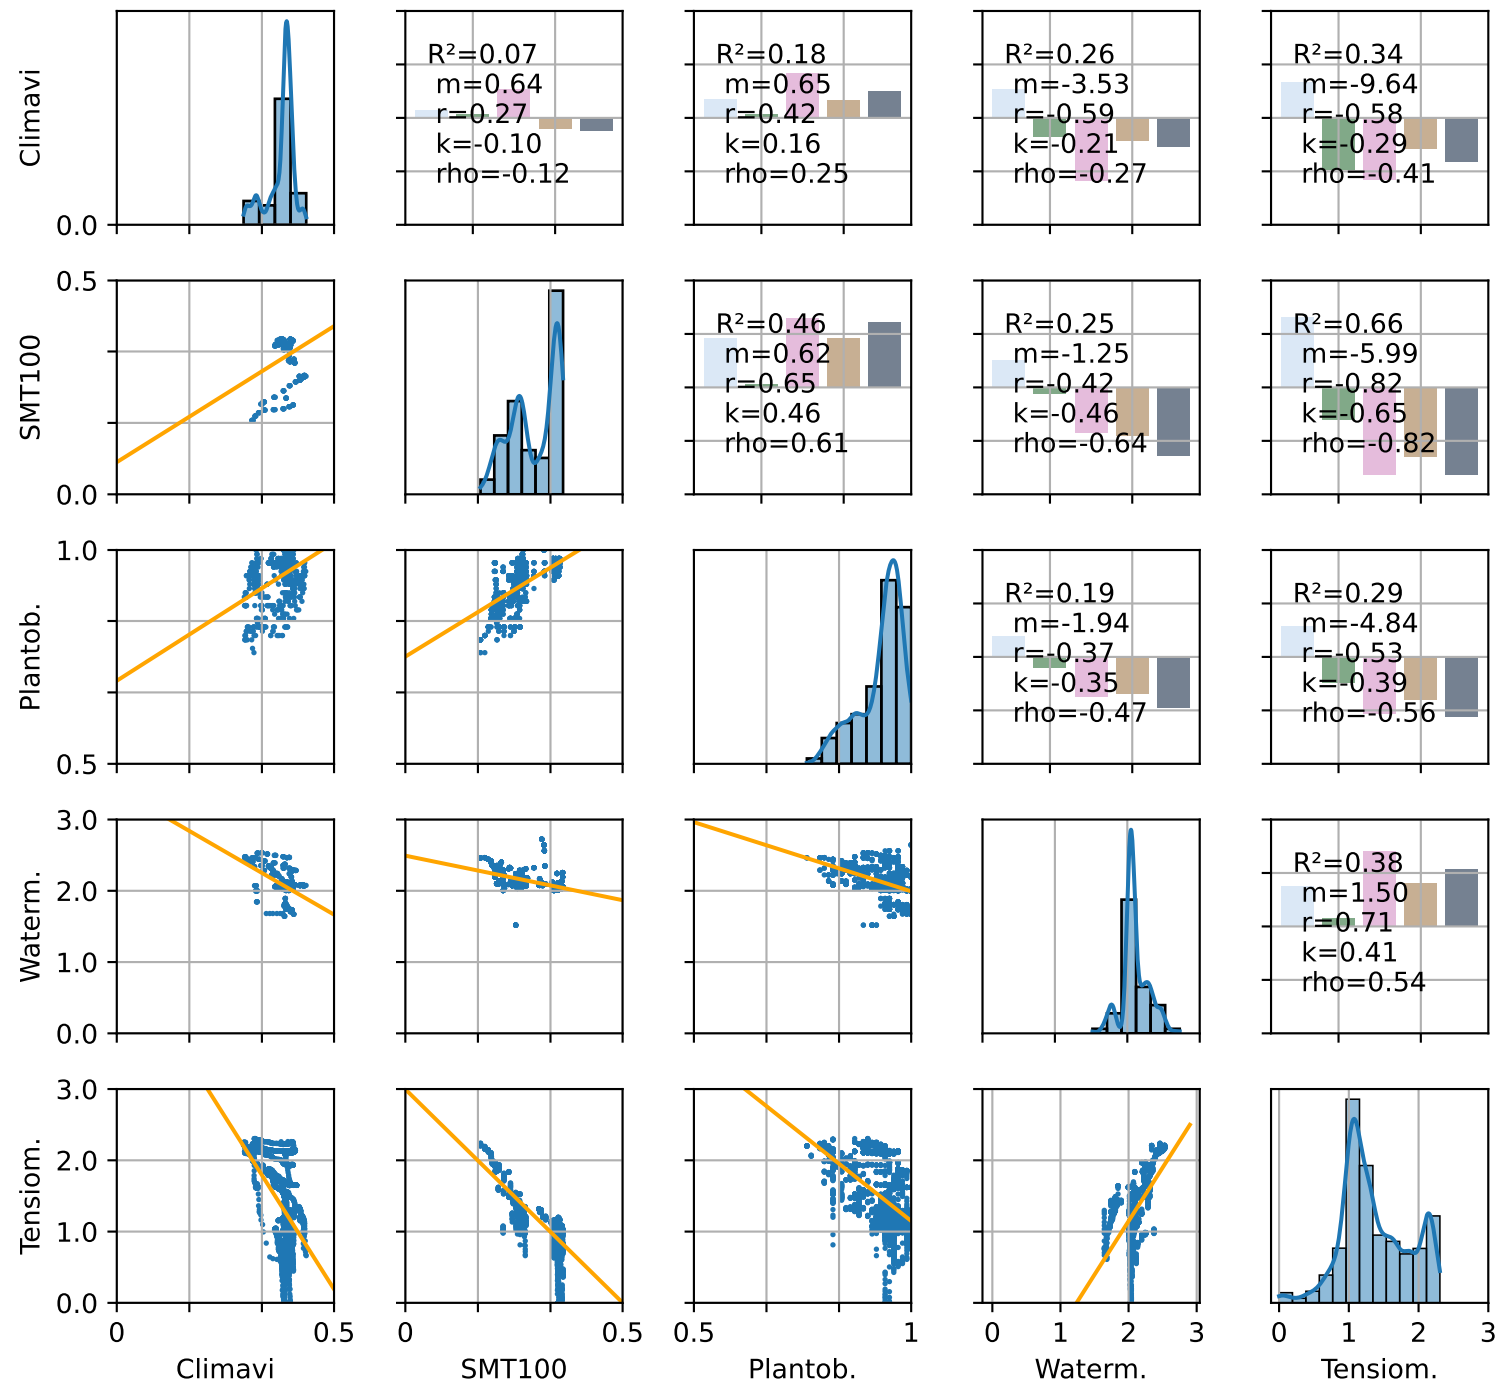 Climavi
0.0
R²=0.07
m=0.64
r=0.27
k=-0.10
rho=-0.12
R²=0.18
m=0.65
r=0.42
k=0.16
rho=0.25
R²=0.26
m=-3.53
r=-0.59
k=-0.21
rho=-0.27
R²=0.34
m=-9.64
r=-0.58
k=-0.29
rho=-0.41
SMT100
0.5
0.0
R²=0.46
m=0.62
r=0.65
k=0.46
rho=0.61
R²=0.25
m=-1.25
r=-0.42
k=-0.46
rho=-0.64
R²=0.66
m=-5.99
r=-0.82
k=-0.65
rho=-0.82
Plantob.
1.0
0.5
R²=0.19
m=-1.94
r=-0.37
k=-0.35
rho=-0.47
R²=0.29
m=-4.84
r=-0.53
k=-0.39
rho=-0.56
Waterm.
3.0
2.0
1.0
0.0
R²=0.38
m=1.50
r=0.71
k=0.41
rho=0.54
Tensiom.
3.0
2.0
1.0
0.0
0 0.5
0 0.5
0.5 1
0 1 2 3
0 1 2 3
Climavi
SMT100
Plantob.
Waterm.
Tensiom.